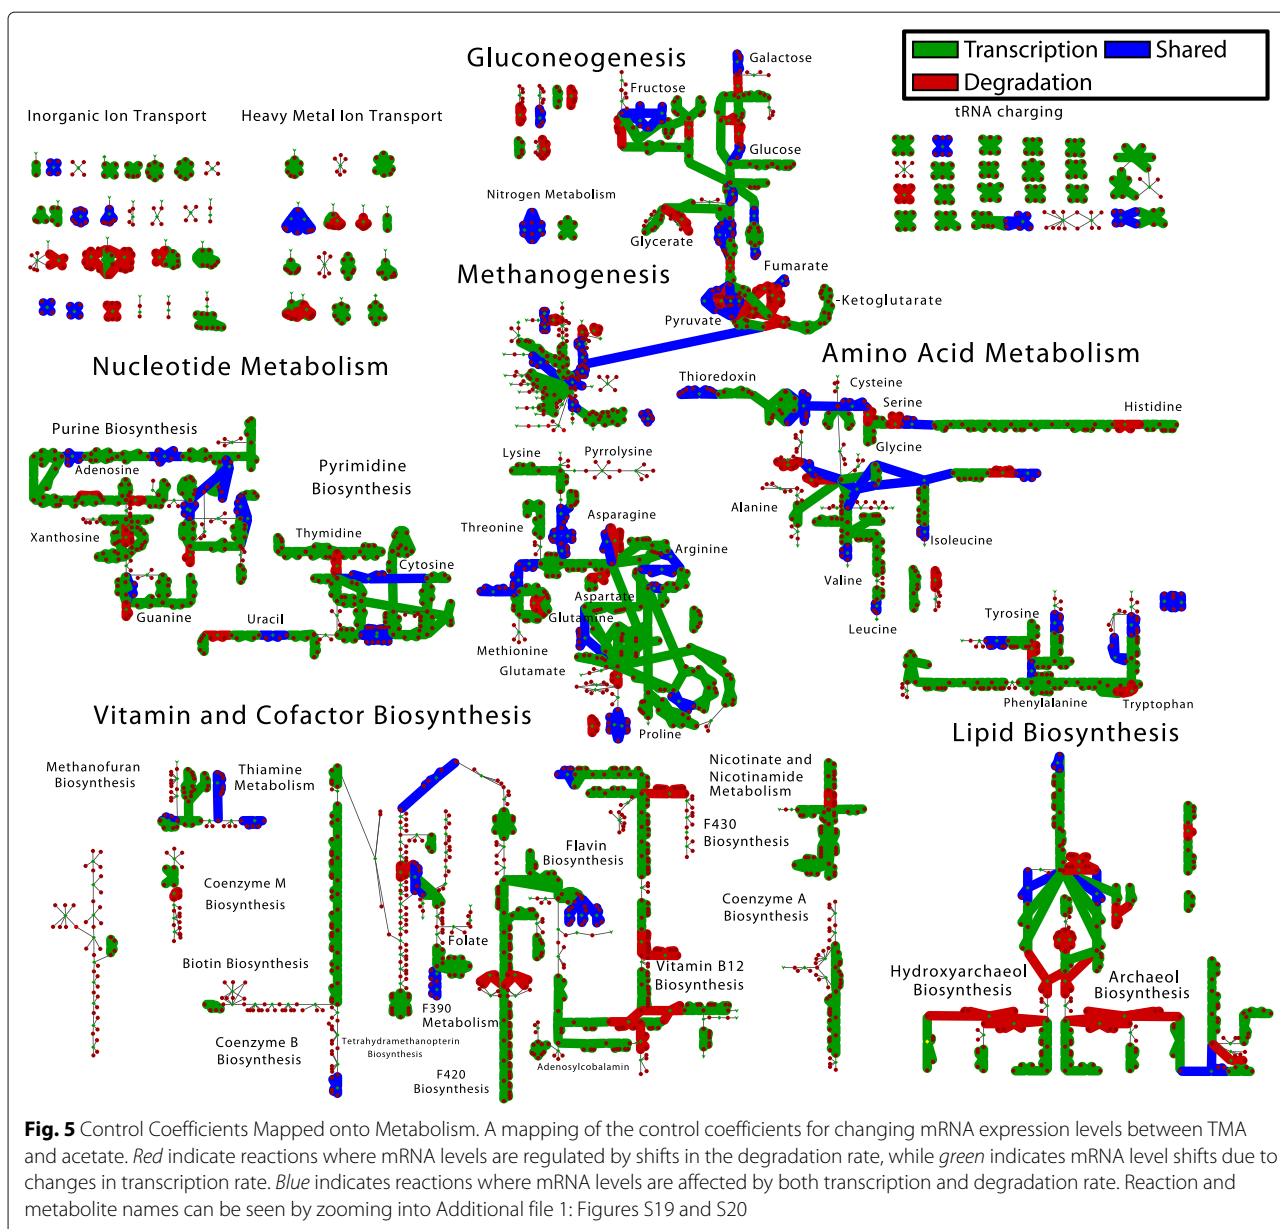 Transcription
Shared
Degradation
Gluconeogenesis
Galactose
Fructose
Inorganic Ion Transport
Heavy Metal Ion Transport
tRNA charging
Glucose
Nitrogen Metabolism
Glycerate
Methanogenesis
Fumarate
-Ketoglutarate
Pyruvate
Nucleotide Metabolism
Amino Acid Metabolism
Thioredoxin
Cysteine
Serine
Histidine
Purine Biosynthesis
Adenosine
Pyrimidine
Biosynthesis
Lysine
Pyrrolysine
Glycine
Alanine
Xanthosine
Thymidine
Threonine
Asparagine
Arginine
Isoleucine
Cytosine
Valine
Aspartate
Guanine
Uracil
Glutamine
Leucine
Tyrosine
Methionine
Glutamate
Phenylalanine
Tryptophan
Proline
Vitamin and Cofactor Biosynthesis
Lipid Biosynthesis
Methanofuran
Biosynthesis
Thiamine
Metabolism
Nicotinate and
Nicotinamide
Metabolism
F430
Biosynthesis
Flavin
Biosynthesis
Coenzyme M
Biosynthesis
Coenzyme A
Biosynthesis
Folate
Biotin Biosynthesis
Vitamin B12
Biosynthesis
Hydroxyarchaeol
Biosynthesis
Archaeol
Biosynthesis
F390
Metabolism
Coenzyme B
Biosynthesis
Tetrahydramethanopterin
Biosynthesis
F420
Biosynthesis
Adenosylcobalamin
Fig. 5 Control Coefficients Mapped onto Metabolism. A mapping of the control coefficients for changing mRNA expression levels between TMA
and acetate. Red indicate reactions where mRNA levels are regulated by shifts in the degradation rate, while green indicates mRNA level shifts due to
changes in transcription rate. Blue indicates reactions where mRNA levels are affected by both transcription and degradation rate. Reaction and
metabolite names can be seen by zooming into Additional file 1: Figures S19 and S20